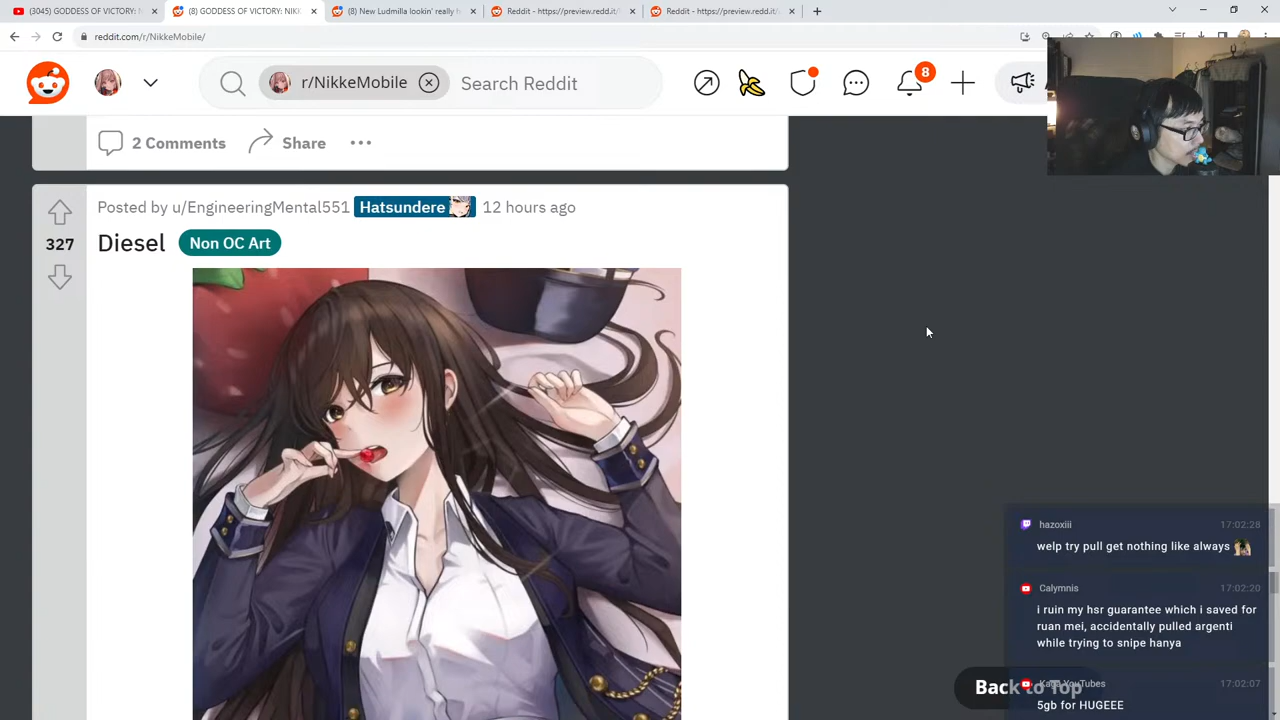 (3045) GODDESS OF VICTORY: N
(8) GODDESS OF VICTORY: NIKK
(8) New Ludmilla lookin' really h
Reddit - https://preview.redd.it/
Reddit - https://preview.redd.it/
reddit.com/r/NikkeMobile/
r/NikkeMobile
Search Reddit
8
2 Comments
Share
Posted by u/EngineeringMental551 Hatsundere 12 hours ago
327
Diesel
Non OC Art
hazoxiii 17:02:28
welp try pull get nothing like always
Calymnis 17:02:20
i ruin my hsr guarantee which i saved for
ruan mei, accidentally pulled argenti
while trying to snipe hanya
Back to Top
17:02:07
5gb for HUGEEE